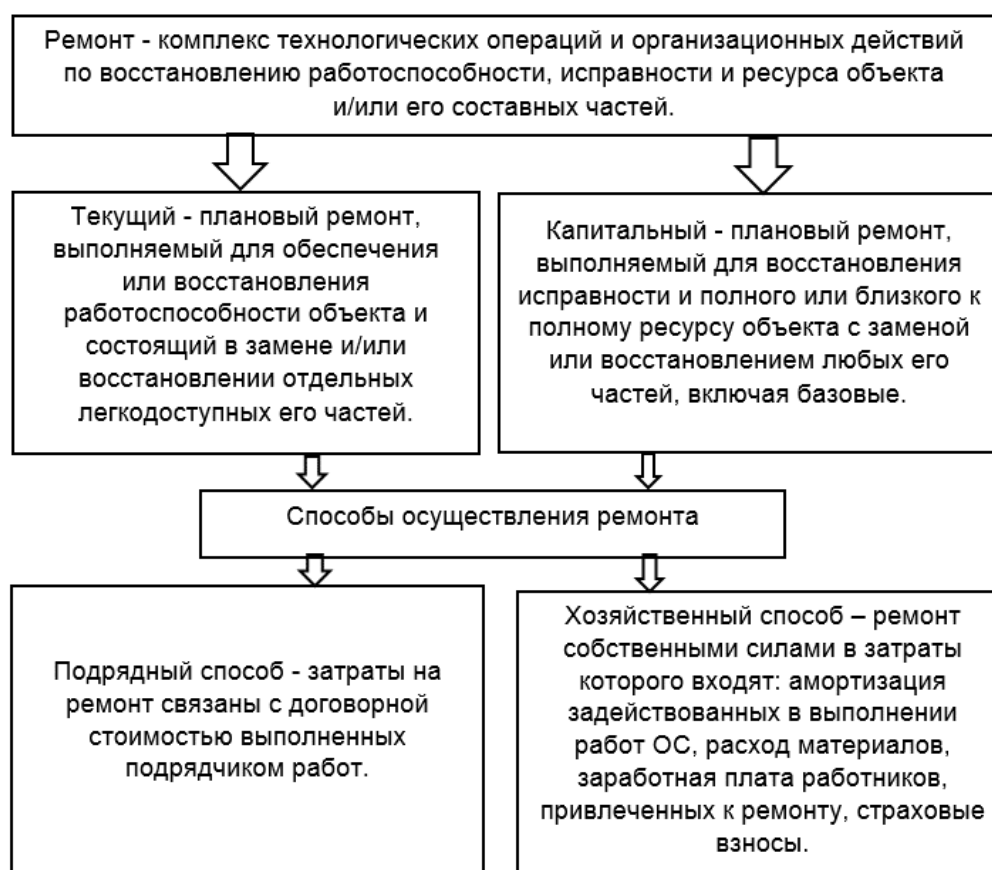 Ремонт - комплекс технологических операций и организационных действий
по восстановлению работоспособности, исправности и ресурса объекта
и/или его составных частей.
Текущий - плановый ремонт,
выполняемый для обеспечения
или восстановления
работоспособности объекта и
состоящий в замене и/или
восстановлении отдельных
легкодоступных его частей.
Капитальный - плановый ремонт,
выполняемый для восстановления
исправности и полного или близкого к
полному ресурсу объекта с заменой
или восстановлением любых его
частей, включая базовые.
Способы осуществления ремонта
Подрядный способ - затраты на
ремонт связаны с договорной
стоимостью выполненных
подрядчиком работ.
Хозяйственный способ – ремонт
собственными силами в затраты
которого входят: амортизация
задействованных в выполнении
работ ОС, расход материалов,
заработная плата работников,
привлеченных к ремонту, страховые
взносы.